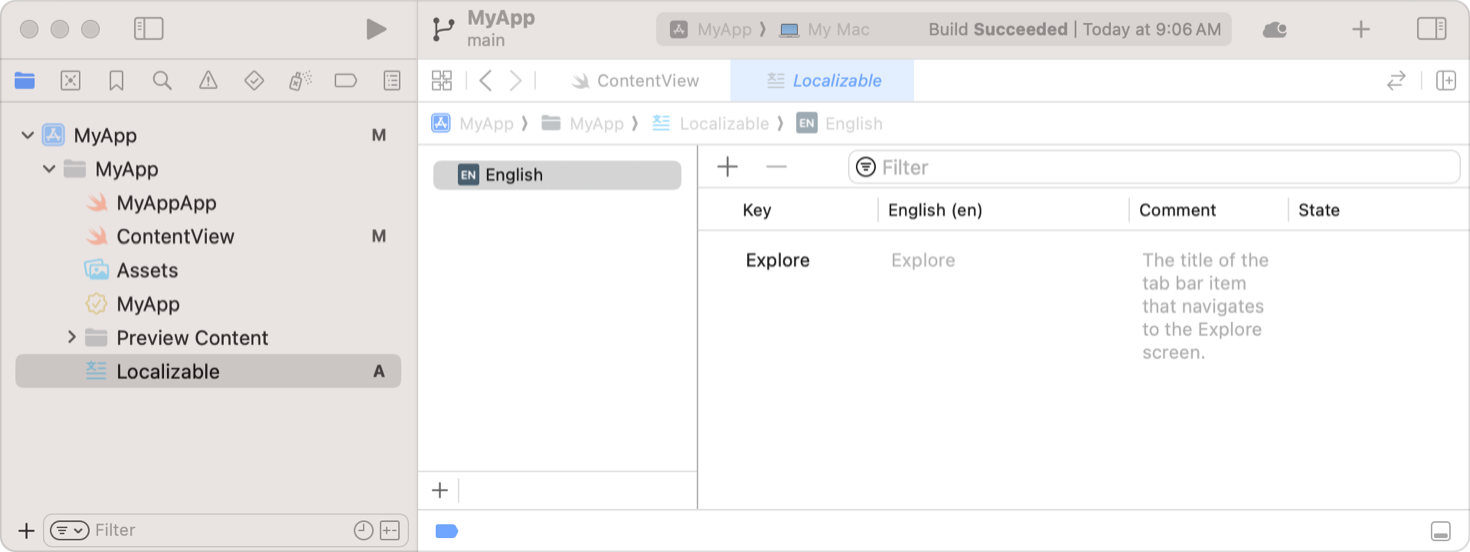 MyApp
main
MyApp 〉 My Mac
Build Succeeded | Today at 9:06 AM
ContentView
Localizable
MyApp 〉 MyApp 〉 Localizable 〉 EN English
MyApp M
MyApp
MyAppApp
ContentView M
Assets
MyApp
Preview Content
Localizable A
Filter
EN English
Filter
Key English (en) Comment State
Explore Explore The title of the
tab bar item
that navigates
to the Explore
screen.